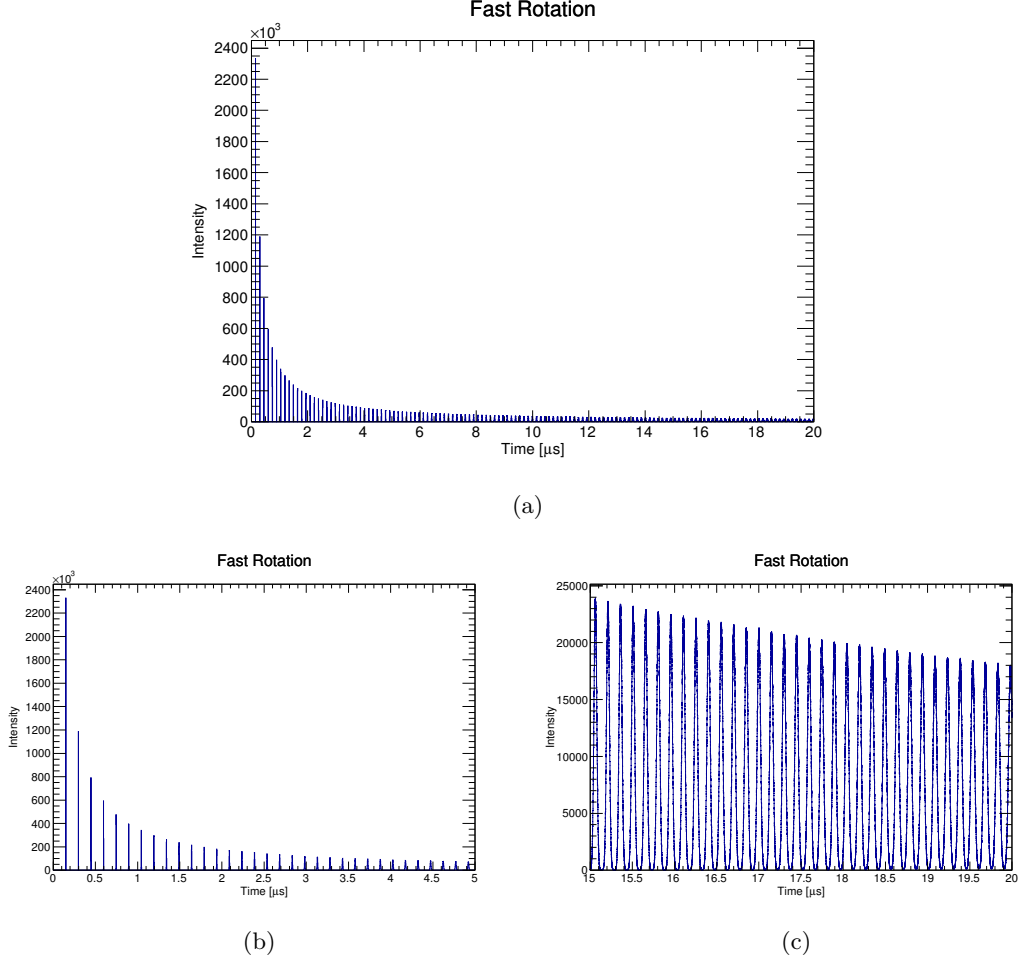 Fast Rotation
×10³
Intensity
2400
2200
2000
1800
1600
1400
1200
1000
800
600
400
200
0
0 2 4 6 8 10 12 14 16 18 20
Time [μs]
(a)
Fast Rotation
×10³
Intensity
2400
2200
2000
1800
1600
1400
1200
1000
800
600
400
200
0
0 0.5 1 1.5 2 2.5 3 3.5 4 4.5 5
Time [μs]
(b)
Fast Rotation
Intensity
25000
20000
15000
10000
5000
0
15 15.5 16 16.5 17 17.5 18 18.5 19 19.5 20
Time [μs]
(c)